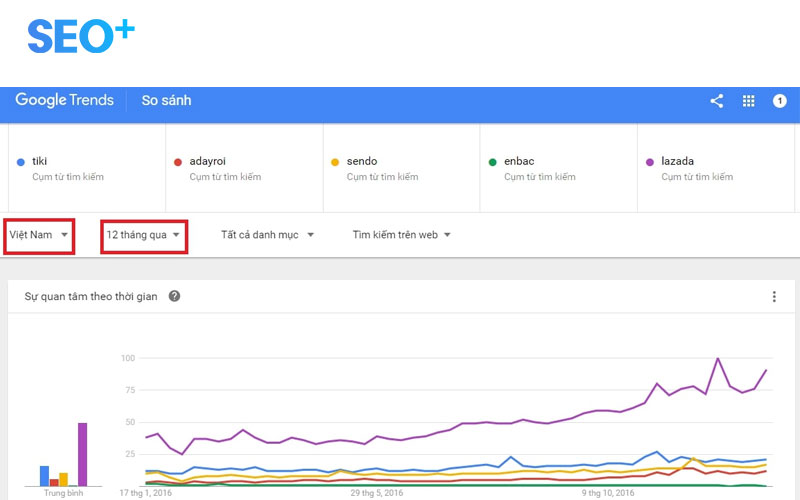 SEO+
Google Trends So sánh 1
tiki adayroi sendo enbac lazada
Cụm từ tìm kiếm Cụm từ tìm kiếm Cụm từ tìm kiếm Cụm từ tìm kiếm Cụm từ tìm kiếm
Việt Nam 12 tháng qua Tất cả danh mục Tìm kiếm trên web
Sự quan tâm theo thời gian ?
100
75
50
25
Trung bình 17 thg 1, 2016 29 thg 5, 2016 9 thg 10, 2016